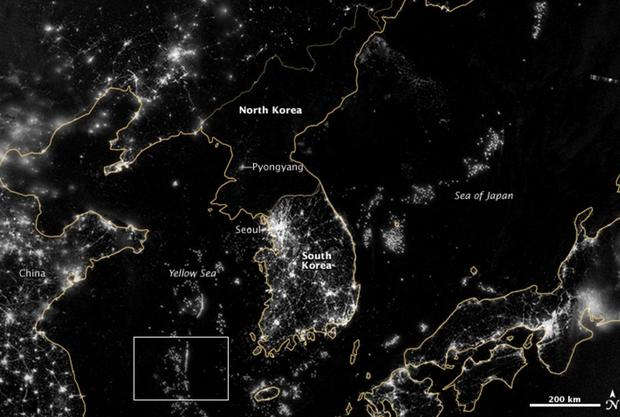 North Korea
Pyongyang
Sea of Japan
Seoul
South
Korea
China
Yellow Sea
200 km
N